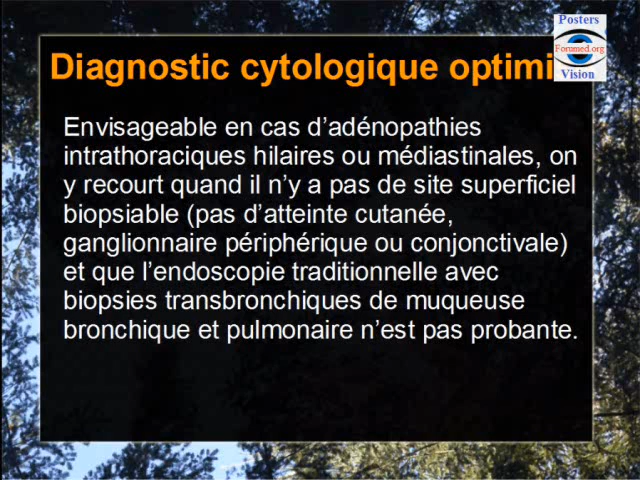 Posters
Forumed.org
Vision
Diagnostic cytologique optimi
Envisageable en cas d’adénopathies
intrathoraciques hilaires ou médiastinales, on
y recourt quand il n’y a pas de site superficiel
biopsiable (pas d’atteinte cutanée,
ganglionnaire périphérique ou conjonctivale)
et que l’endoscopie traditionnelle avec
biopsies transbronchiques de muqueuse
bronchique et pulmonaire n’est pas probante.